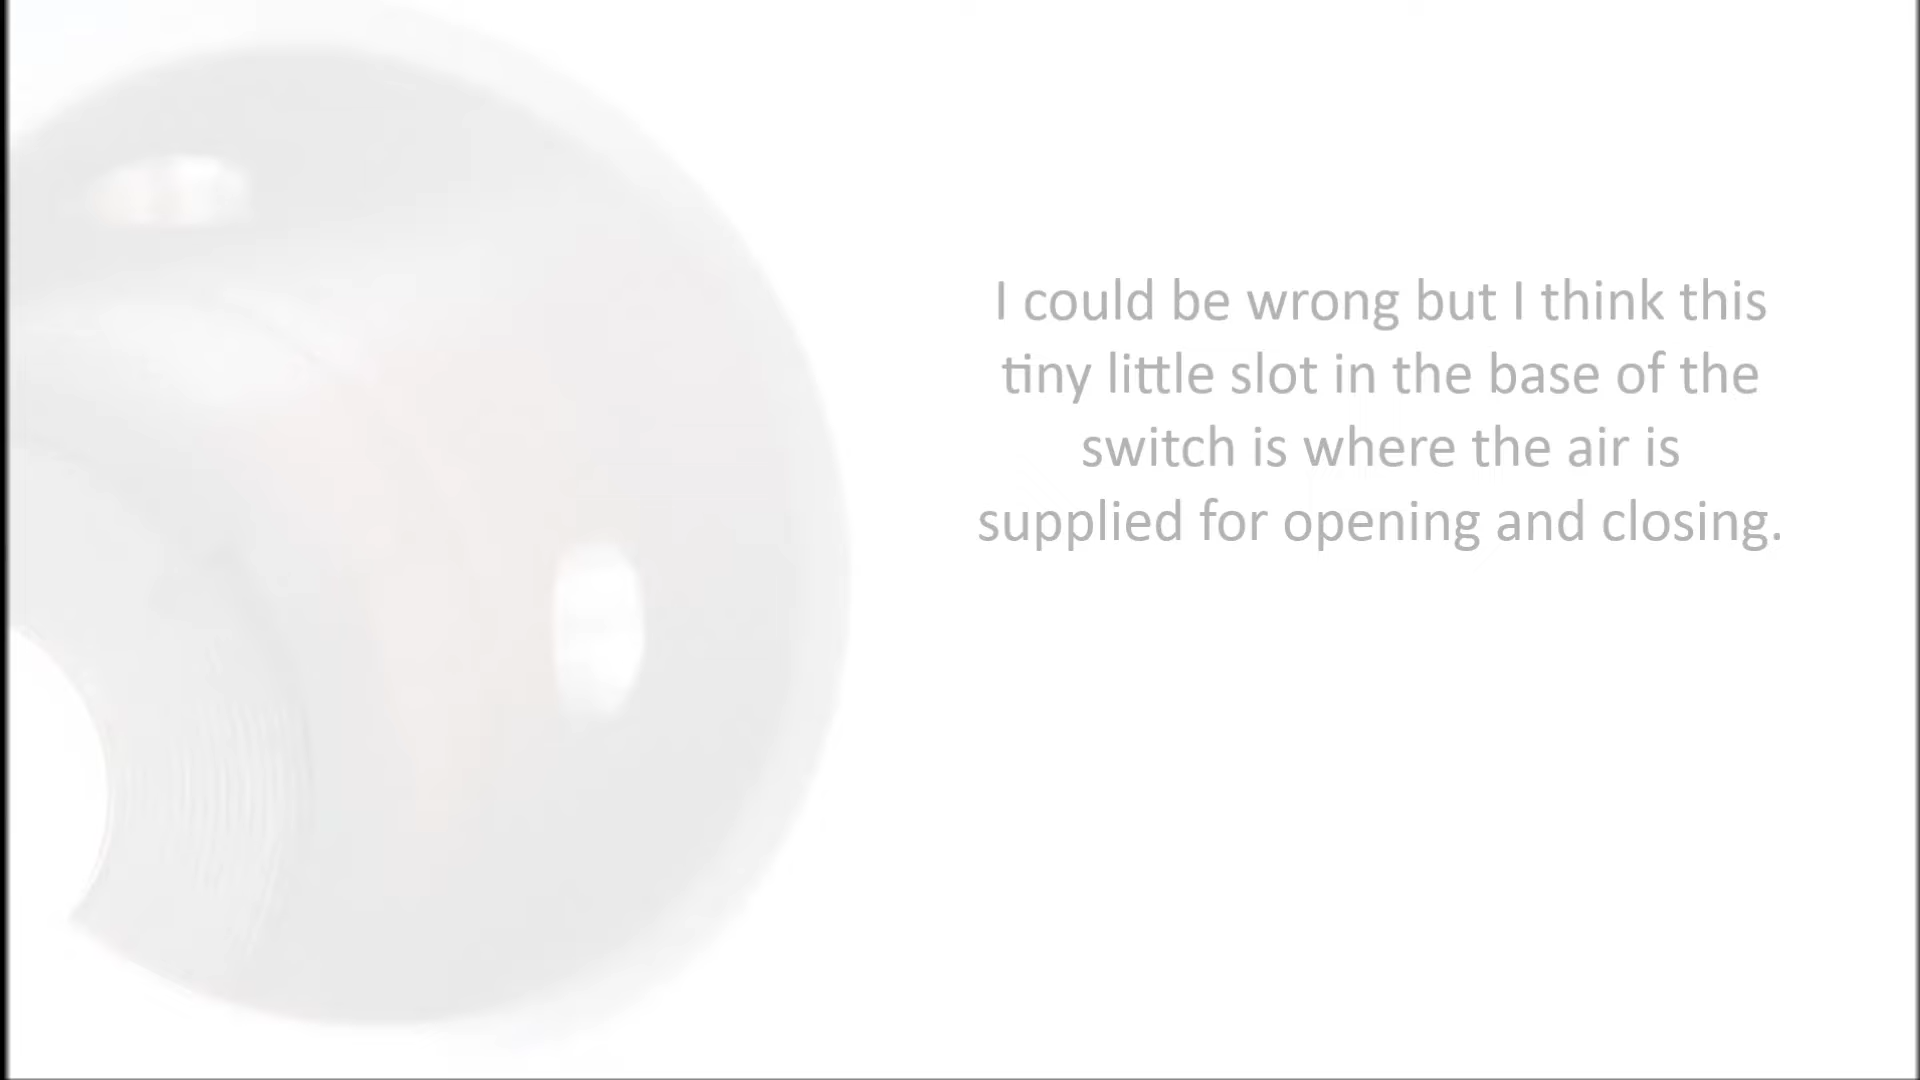 I could be wrong but I think this
tiny little slot in the base of the
switch is where the air is
supplied for opening and closing.